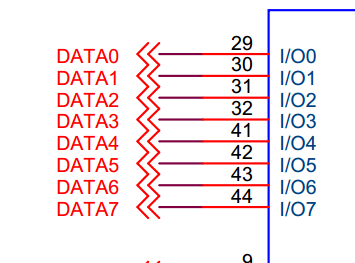 DATA0 29 I/O0
DATA1 30 I/O1
DATA2 31 I/O2
DATA3 32 I/O3
DATA4 41 I/O4
DATA5 42 I/O5
DATA6 43 I/O6
DATA7 44 I/O7
9